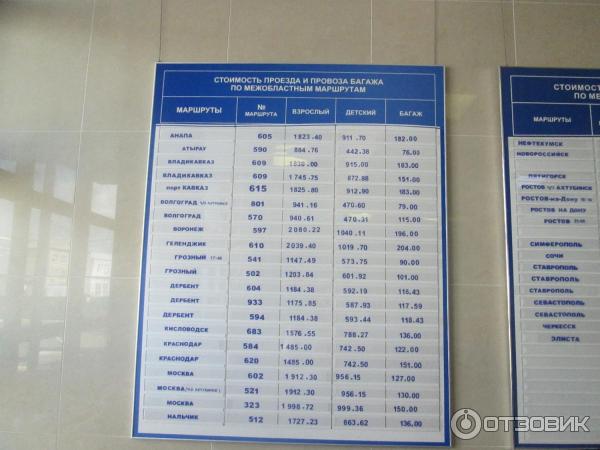 СТОИМОСТЬ ПРОЕЗДА И ПРОВОЗА БАГАЖА
ПО МЕЖОБЛАСТНЫМ МАРШРУТАМ
МАРШРУТЫ № МАРШРУТА ВЗРОСЛЫЙ ДЕТСКИЙ БАГАЖ
АНАПА 605 1823.40 911.70 182.00
АТЫРАУ 590 884.76 442.38 76.00
ВЛАДИКАВКАЗ 609 1830.00 915.00 183.00
ВЛАДИКАВКАЗ 609 1745.75 872.88 151.00
порт КАВКАЗ 615 1825.80 912.90 183.00
ВОЛГОГРАД 801 941.16 470.60 79.00
ВОЛГОГРАД 570 940.61 470.31 115.00
ВОРОНЕЖ 597 2080.22 1040.11 196.00
ГЕЛЕНДЖИК 610 2039.40 1019.70 204.00
ГРОЗНЫЙ 541 1147.49 573.75 90.00
ГРОЗНЫЙ 502 1203.84 601.92 101.00
ДЕРБЕНТ 604 1184.38 592.19 118.43
ДЕРБЕНТ 933 1175.85 587.93 117.59
ДЕРБЕНТ 594 1184.38 593.44 118.43
КИСЛОВОДСК 683 1576.55 788.27 136.00
КРАСНОДАР 584 1485.00 742.50 122.00
КРАСНОДАР 620 1485.00 742.50 151.00
МОСКВА 602 1912.30 956.15 127.00
МОСКВА 521 1912.30 956.15 130.00
МОСКВА 323 1998.72 999.36 150.00
НАЛЬЧИК 512 1727.23 863.62 136.00
СТОИМОСТЬ
ПО
МАРШРУТЫ
НЕФТЕКУМСК
НОВОРОССИЙСК
ПЯТИГОРСК
РОСТОВ Ч/З АХТУБИНСК
РОСТОВ-на-Дону
РОСТОВ НА ДОНУ
РОСТОВ
СИМФЕРОПОЛЬ
СОЧИ
СТАВРОПОЛЬ
СТАВРОПОЛЬ
СТАВРОПОЛЬ
СЕВАСТОПОЛЬ
СЕВАСТОПОЛЬ
ЧЕРКЕССК
ЭЛИСТА
ОТЗОВИК